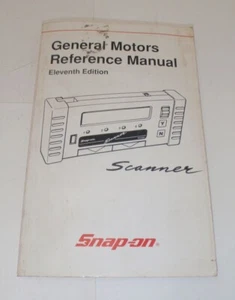 General Motors
Reference Manual
Eleventh Edition
Y
N
Scanner
Snap-on®